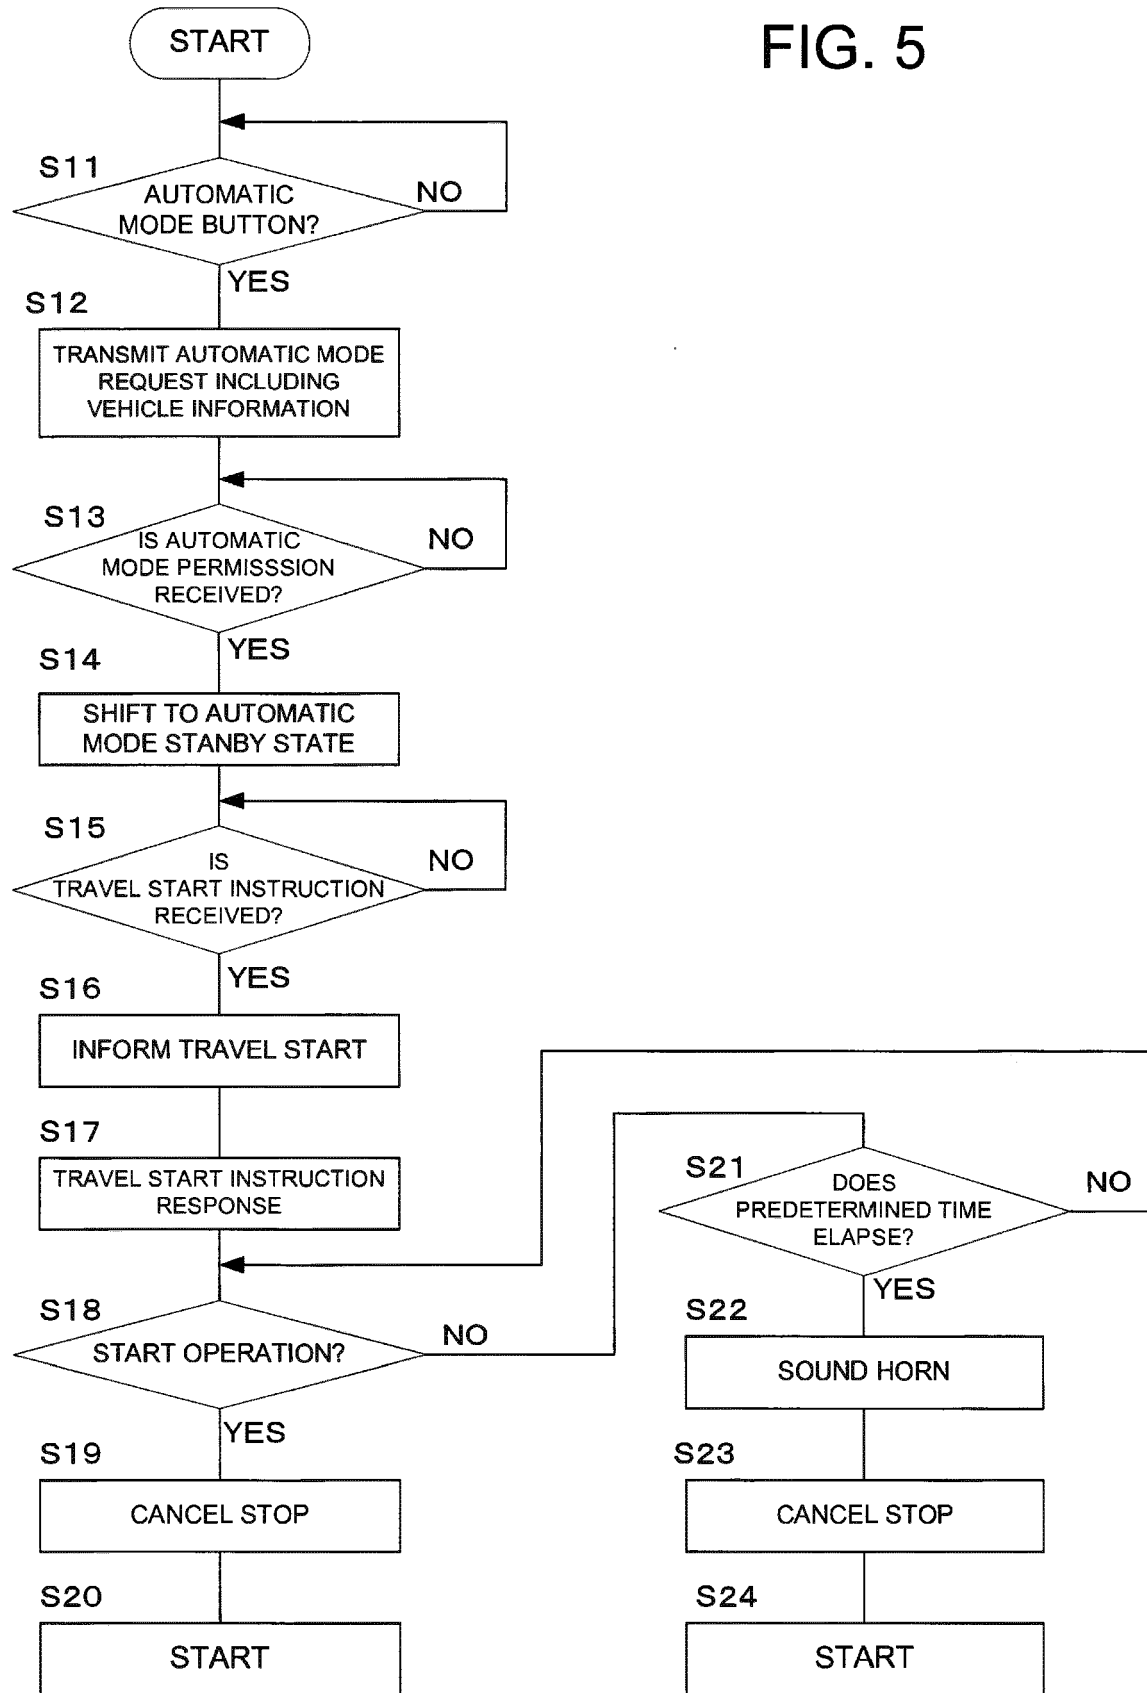 FIG. 5
START
S11
AUTOMATIC
MODE BUTTON?
NO
YES
S12
TRANSMIT AUTOMATIC MODE
REQUEST INCLUDING
VEHICLE INFORMATION
S13
IS AUTOMATIC
MODE PERMISSSION
RECEIVED?
NO
YES
S14
SHIFT TO AUTOMATIC
MODE STANBY STATE
S15
IS
TRAVEL START INSTRUCTION
RECEIVED?
NO
YES
S16
INFORM TRAVEL START
S17
TRAVEL START INSTRUCTION
RESPONSE
S18
START OPERATION?
NO
YES
S19
CANCEL STOP
S20
START
S21
DOES
PREDETERMINED TIME
ELAPSE?
NO
YES
S22
SOUND HORN
S23
CANCEL STOP
S24
START